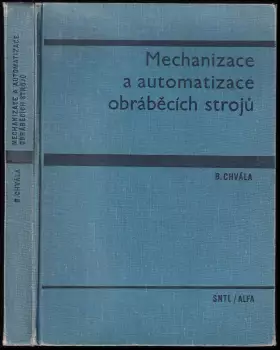 MECHANIZACE A AUTOMATIZACE
OBRÁBĚCÍCH STROJŮ
B. CHVÁLA
Mechanizace
a automatizace
obráběcích strojů
B. CHVÁLA
SNTL/ALFA